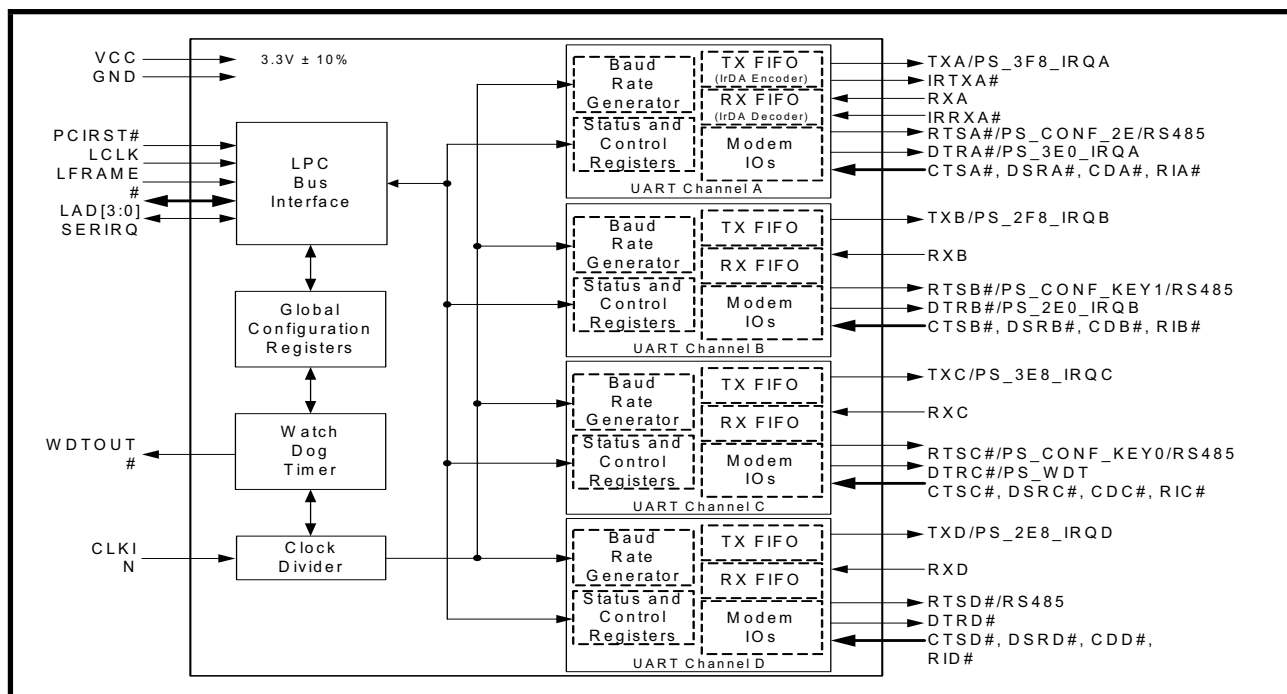 VCC
GND
3.3V ± 10%
PCIRST#
LCLK
LFRAME
#
LAD[3:0]
SERIRQ
LPC
Bus
Interface
Global
Configuration
Registers
WDTOUT
#
Watch
Dog
Timer
CLKI
N
Clock
Divider
Baud
Rate
Generator
Status and
Control
Registers
TX FIFO
(IrDA Encoder)
RX FIFO
(IrDA Decoder)
Modem
IOs
UART Channel A
TXA/PS_3F8_IRQA
IRTXA#
RXA
IRRXA#
RTSA#/PS_CONF_2E/RS485
DTRA#/PS_3E0_IRQA
CTSA#, DSRA#, CDA#, RIA#
Baud
Rate
Generator
Status and
Control
Registers
TX FIFO
RX FIFO
Modem
IOs
UART Channel B
TXB/PS_2F8_IRQB
RXB
RTSB#/PS_CONF_KEY1/RS485
DTRB#/PS_2E0_IRQB
CTSB#, DSRB#, CDB#, RIB#
Baud
Rate
Generator
Status and
Control
Registers
TX FIFO
RX FIFO
Modem
IOs
UART Channel C
TXC/PS_3E8_IRQC
RXC
RTSC#/PS_CONF_KEY0/RS485
DTRC#/PS_WDT
CTSC#, DSRC#, CDC#, RIC#
Baud
Rate
Generator
Status and
Control
Registers
TX FIFO
RX FIFO
Modem
IOs
UART Channel D
TXD/PS_2E8_IRQD
RXD
RTSD#/RS485
DTRD#
CTSD#, DSRD#, CDD#,
RID#